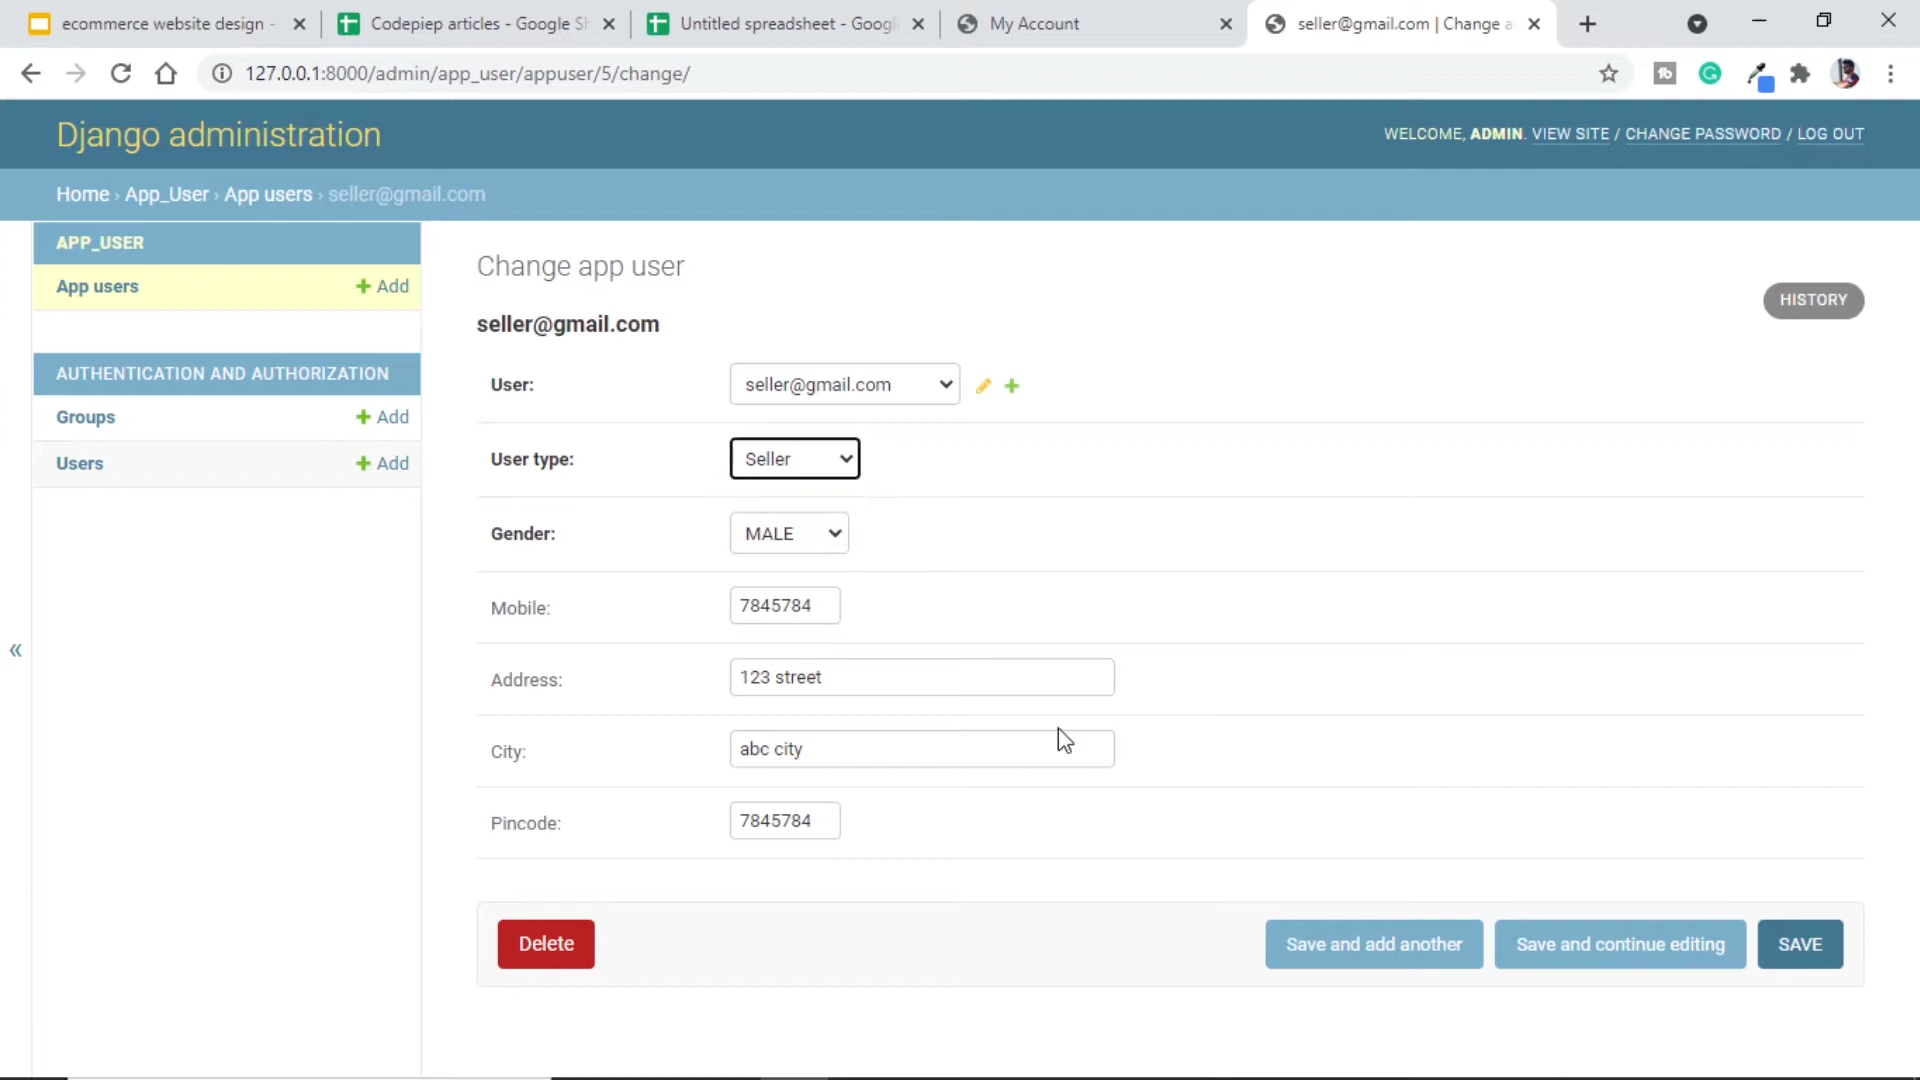 ecommerce website design -
Codepiep articles - Google Sh
Untitled spreadsheet - Googl
My Account
seller@gmail.com | Change a
127.0.0.1:8000/admin/app_user/appuser/5/change/
Django administration
WELCOME, ADMIN. VIEW SITE / CHANGE PASSWORD / LOG OUT
Home › App_User › App users › seller@gmail.com
APP_USER
App users + Add
AUTHENTICATION AND AUTHORIZATION
Groups + Add
Users + Add
«
Change app user
HISTORY
seller@gmail.com
User: seller@gmail.com
User type: Seller
Gender: MALE
Mobile: 7845784
Address: 123 street
City: abc city
Pincode: 7845784
Delete
Save and add another
Save and continue editing
SAVE